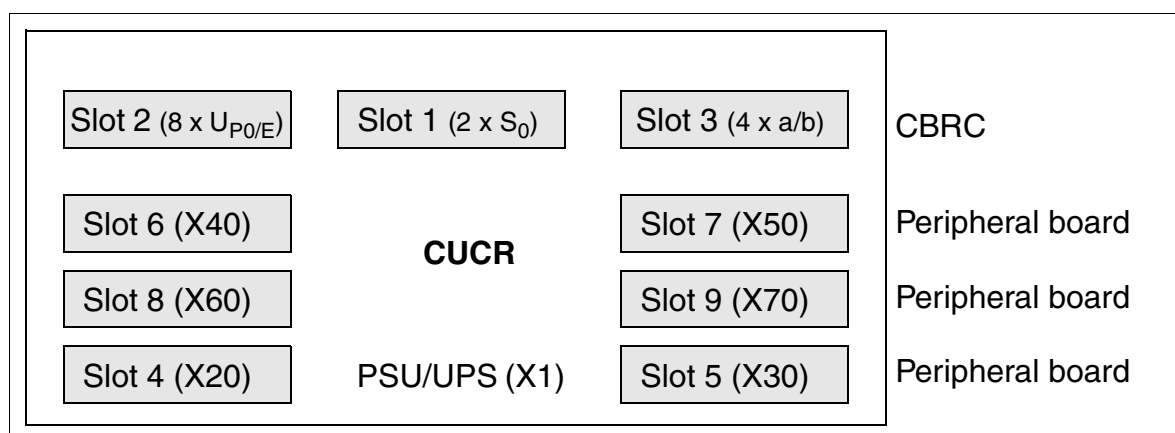 Slot 2 (8 x U_P0/E) Slot 1 (2 x S_0) Slot 3 (4 x a/b) CBRC
Slot 6 (X40) Slot 7 (X50) Peripheral board
CUCR
Slot 8 (X60) Slot 9 (X70) Peripheral board
Slot 4 (X20) PSU/UPS (X1) Slot 5 (X30) Peripheral board